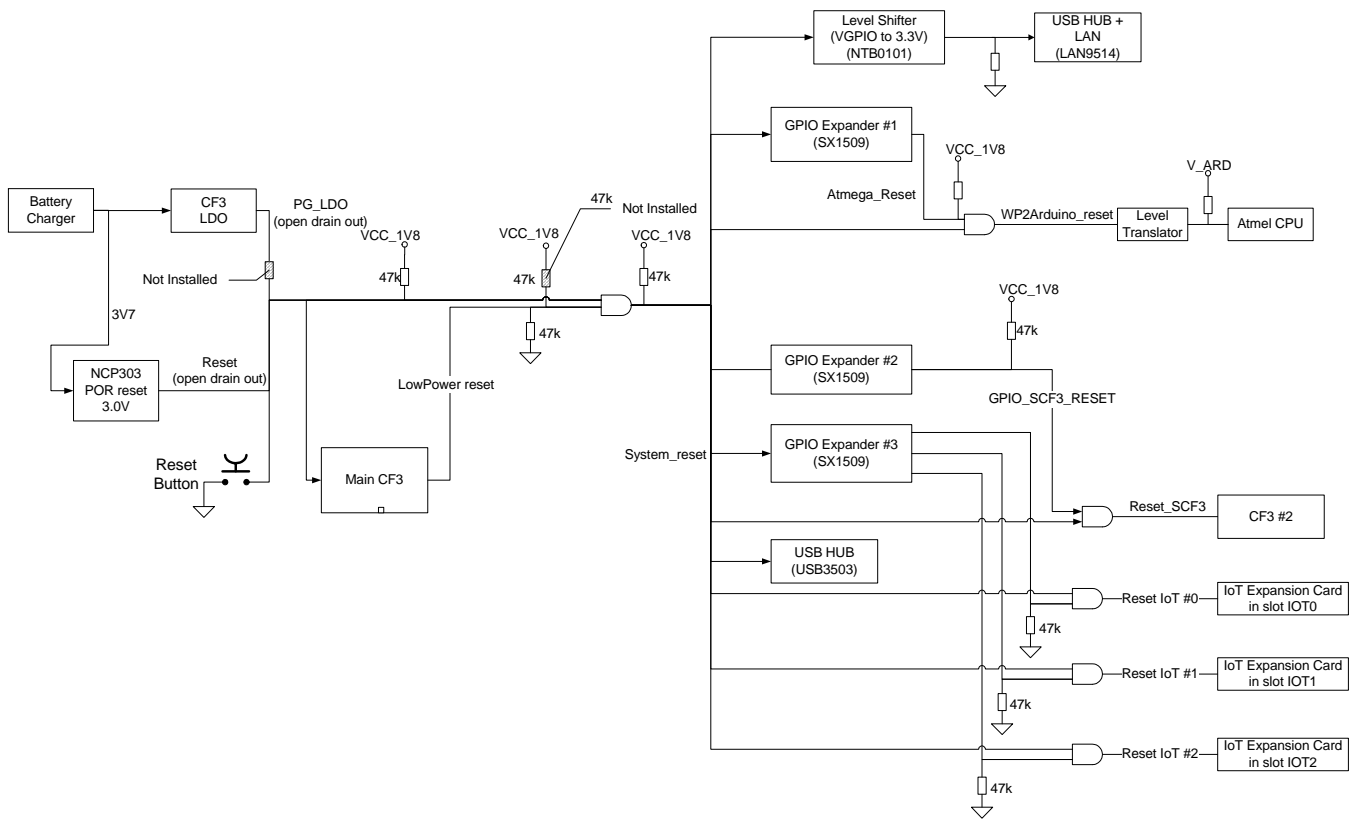 Level Shifter
(VGPIO to 3.3V)
(NTB0101)
USB HUB +
LAN
(LAN9514)
GPIO Expander #1
(SX1509)
VCC_1V8
Atmega_Reset
WP2Arduino_reset
Level
Translator
V_ARD
Atmel CPU
Battery
Charger
CF3
LDO
PG_LDO
(open drain out)
Not Installed
3V7
NCP303
POR reset
3.0V
Reset
(open drain out)
Reset
Button
VCC_1V8
47k
VCC_1V8
47k
47k
Not Installed
47k
VCC_1V8
47k
LowPower reset
Main CF3
System_reset
GPIO Expander #2
(SX1509)
VCC_1V8
47k
GPIO_SCF3_RESET
GPIO Expander #3
(SX1509)
Reset_SCF3
CF3 #2
USB HUB
(USB3503)
Reset IoT #0
IoT Expansion Card
in slot IOT0
47k
Reset IoT #1
IoT Expansion Card
in slot IOT1
47k
Reset IoT #2
IoT Expansion Card
in slot IOT2
47k